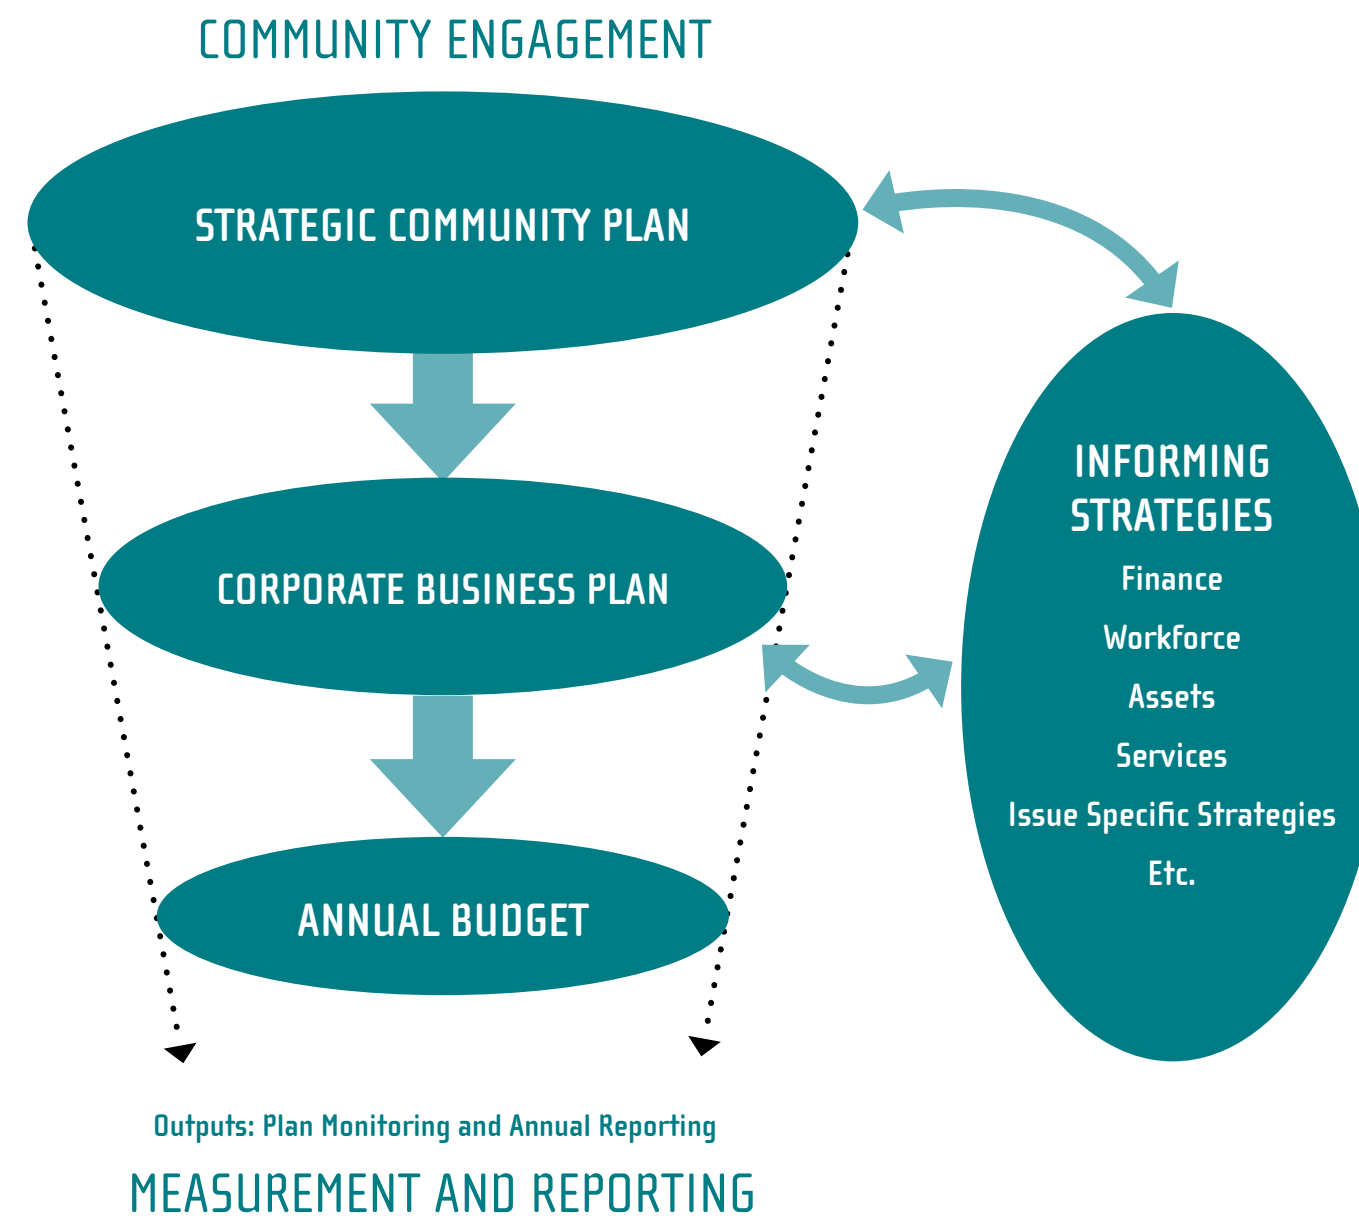 COMMUNITY ENGAGEMENT
STRATEGIC COMMUNITY PLAN
CORPORATE BUSINESS PLAN
ANNUAL BUDGET
INFORMING
STRATEGIES
Finance
Workforce
Assets
Services
Issue Specific Strategies
Etc.
Outputs: Plan Monitoring and Annual Reporting
MEASUREMENT AND REPORTING